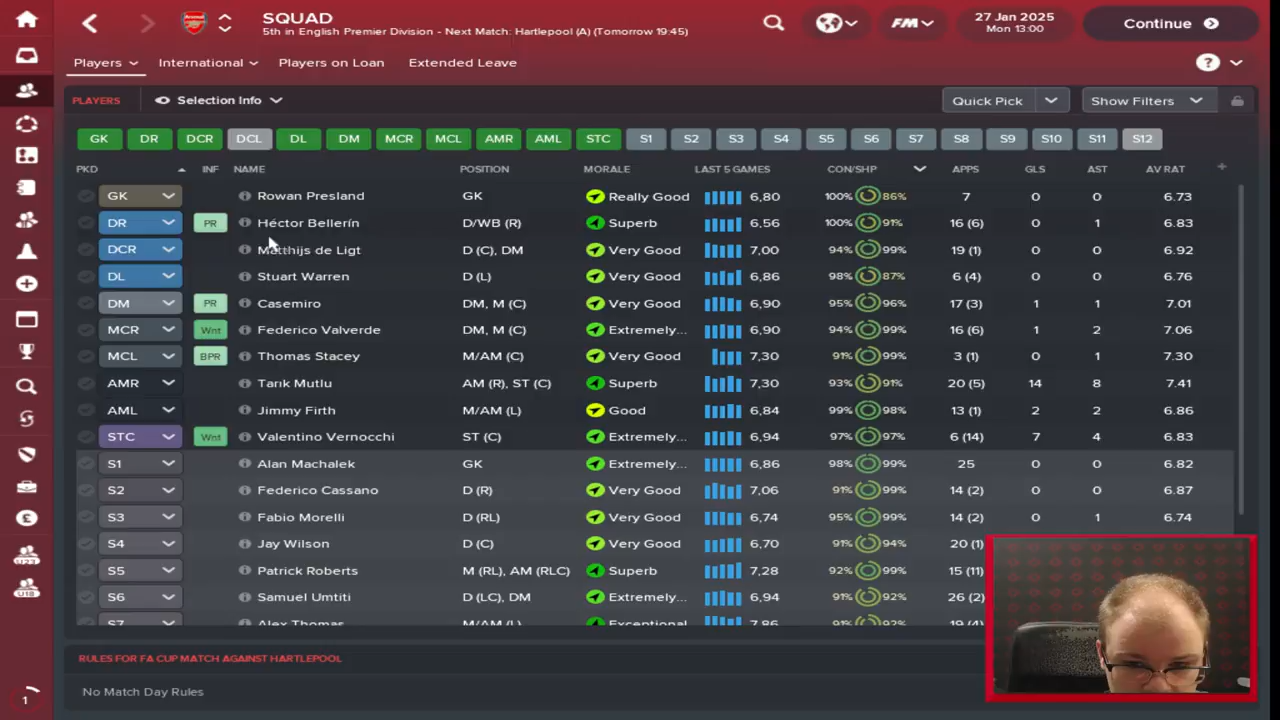 SQUAD
5th in English Premier Division - Next Match: Hartlepool (A) (Tomorrow 19:45)
FM
27 Jan 2025
Mon 13:00
Continue
Players International Players on Loan Extended Leave
?
PLAYERS Selection Info Quick Pick Show Filters
GK DR DCR DCL DL DM MCR MCL AMR AML STC S1 S2 S3 S4 S5 S6 S7 S8 S9 S10 S11 S12
PKD INF NAME POSITION MORALE LAST 5 GAMES CON/SHP APPS GLS AST AV RAT +
GK Rowan Presland GK Really Good 6,80 100% 86% 7 6.73
DR PR Héctor Bellerín D/WB (R) Superb 6,56 100% 91% 16 (6) 0 1 6.83
DCR Matthijs de Ligt D (C), DM Very Good 7,00 94% 99% 19 (1) 0 0 6.92
DL Stuart Warren D (L) Very Good 6,86 98% 87% 6 (4) 0 0 6.76
DM PR Casemiro DM, M (C) Very Good 6,90 95% 96% 17 (3) 1 1 7.01
MCR Wnt Federico Valverde DM, M (C) Extremely... 6,90 94% 99% 16 (6) 1 2 7.06
MCL BPR Thomas Stacey M/AM (C) Very Good 7,30 91% 99% 3 (1) 0 1 7.30
AMR Tarık Mutlu AM (R), ST (C) Superb 7,30 93% 91% 20 (5) 14 8 7.41
AML Jimmy Firth M/AM (L) Good 6,84 99% 98% 13 (1) 2 2 6.86
STC Wnt Valentino Vernocchi ST (C) Extremely... 6,94 97% 97% 6 (14) 7 4 6.83
S1 Alan Machalek GK Extremely... 6,86 98% 99% 25 0 0 6.82
S2 Federico Cassano D (R) Very Good 7,06 91% 99% 14 (2) 0 0 6.87
S3 Fabio Morelli D (RL) Very Good 6,74 95% 99% 14 (2) 0 1 6.74
S4 Jay Wilson D (C) Very Good 6,70 91% 94% 20 (1)
S5 Patrick Roberts M (RL), AM (RLC) Superb 7,28 92% 99% 15 (11)
S6 Samuel Umtiti D (LC), DM Extremely... 6,94 91% 92% 26 (2)
S7 Alex Thomas M/AM (L) Exceptional 7,86 91% 92% 19 (4)
RULES FOR FA CUP MATCH AGAINST HARTLEPOOL
No Match Day Rules
U23
U18
1